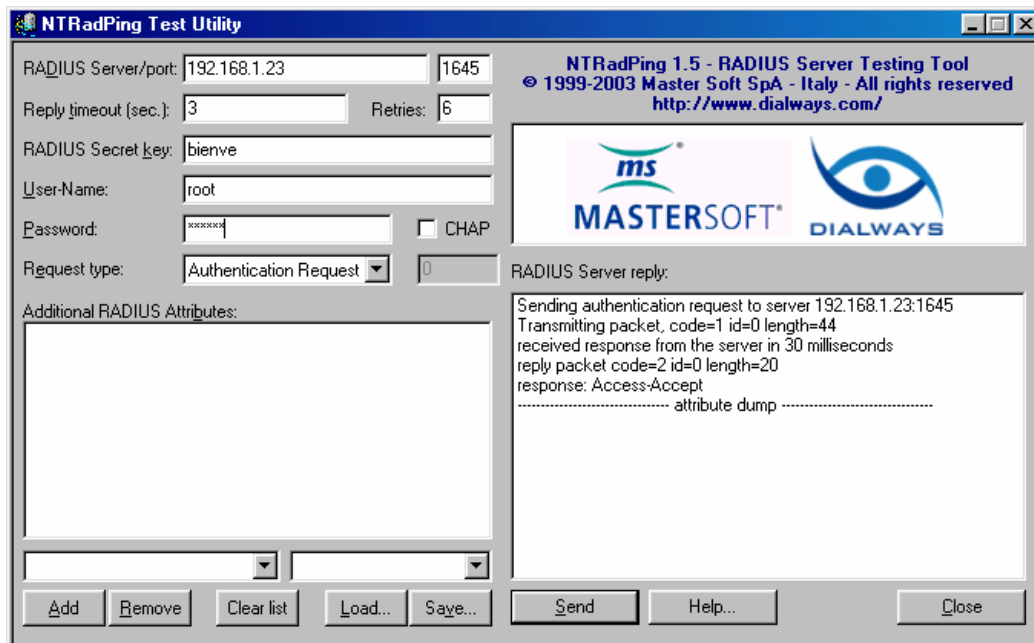 NTRadPing Test Utility
RADIUS Server/port: 192.168.1.23 1645
Reply timeout (sec.): 3 Retries: 6
RADIUS Secret key: bienve
User-Name: root
Password: ****** CHAP
Request type: Authentication Request 0
Additional RADIUS Attributes:
Add Remove Clear list Load... Save...
NTRadPing 1.5 - RADIUS Server Testing Tool
© 1999-2003 Master Soft SpA - Italy - All rights reserved
http://www.dialways.com/
ms
MASTERSOFT
DIALWAYS
RADIUS Server reply:
Sending authentication request to server 192.168.1.23:1645
Transmitting packet, code=1 id=0 length=44
received response from the server in 30 milliseconds
reply packet code=2 id=0 length=20
response: Access-Accept
------------------------------- attribute dump -------------------------------
Send Help... Close